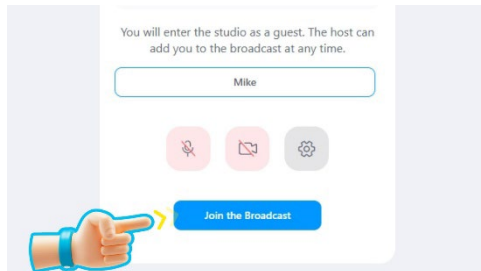 You will enter the studio as a guest. The host can
add you to the broadcast at any time.
Mike
Join the Broadcast